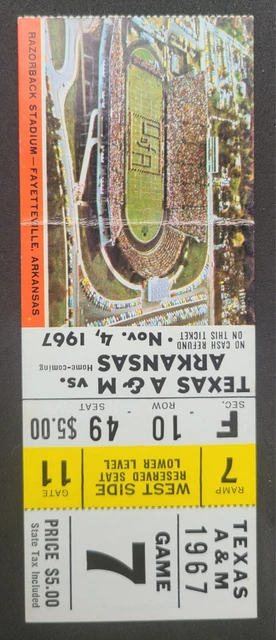 RAZORBACK STADIUM—FAYETTEVILLE, ARKANSAS
TEXAS A & M vs.
Home-coming ARKANSAS
NO CASH REFUND
ON THIS TICKET • Nov. 4, 1967
SEC. ROW SEAT
F 10 49 $5.00
RAMP 7
WEST SIDE
RESERVED SEAT
LOWER LEVEL
GATE 11
TEXAS
A & M
1967
GAME
7
PRICE $5.00
State Tax Included